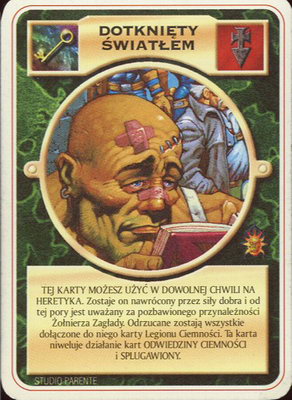 DOTKNIĘTY
ŚWIATŁEM
TEJ KARTY MOŻESZ UŻYĆ W DOWOLNEJ CHWILI NA
HERETYKA. Zostaje on nawrócony przez siły dobra i od
tej pory jest uważany za pozbawionego przynależności
Żołnierza Zagłady. Odrzucane zostają wszystkie
dołączone do niego karty Legionu Ciemności. Ta karta
niweluje działanie kart ODWIEDZINY CIEMNOŚCI
i SPLUGAWIONY.
STUDIO PARENTE